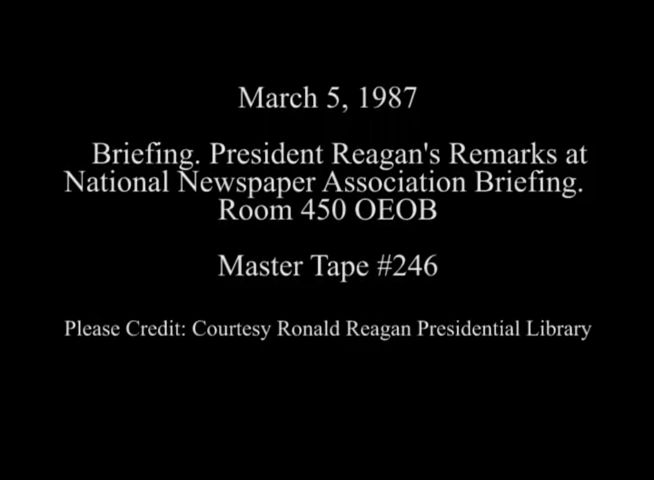 March 5, 1987
Briefing. President Reagan's Remarks at
National Newspaper Association Briefing.
Room 450 OEOB
Master Tape #246
Please Credit: Courtesy Ronald Reagan Presidential Library